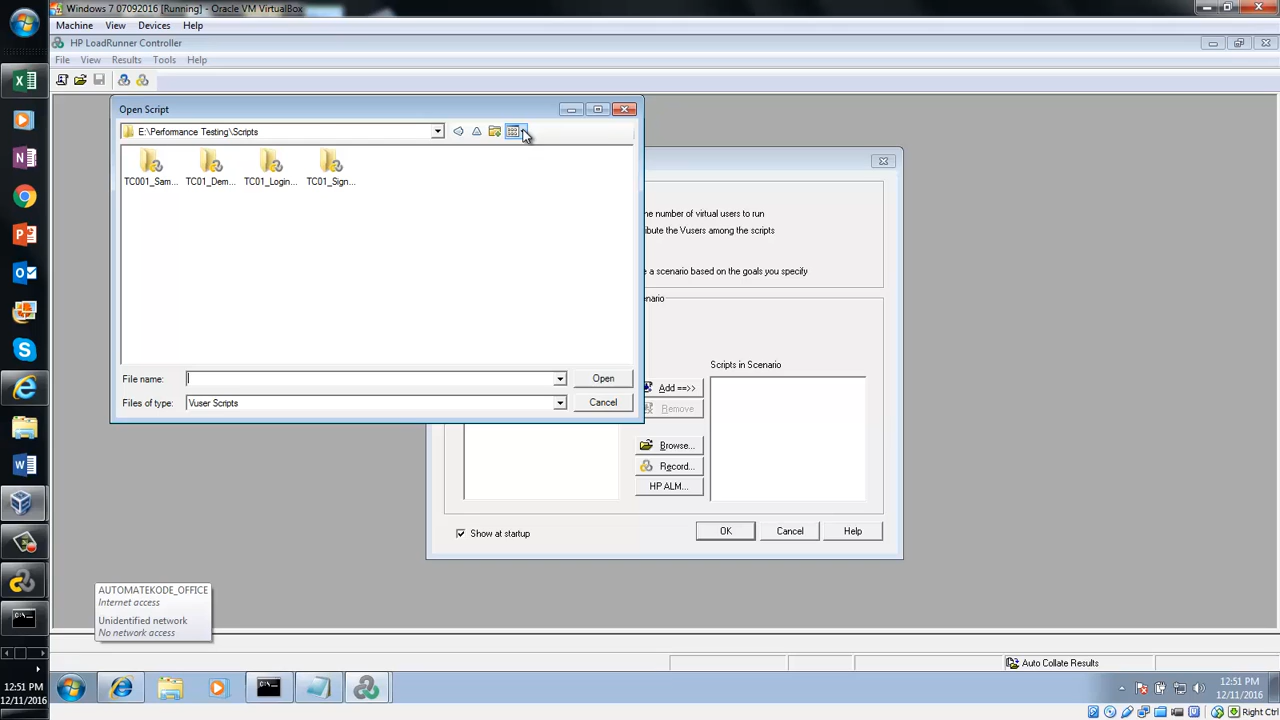 Windows 7 07092016 [Running] - Oracle VM VirtualBox
Machine View Devices Help
HP LoadRunner Controller
File View Results Tools Help
Open Script
E:\Performance Testing\Scripts
TC001_Sam... TC01_Dem... TC01_Login... TC01_Sign...
the number of virtual users to run
ibute the Vusers among the scripts
e a scenario based on the goals you specify
enario
Scripts in Scenario
File name: Open
Files of type: Vuser Scripts Cancel
Add ==>>
Remove
Browse...
Record...
HP ALM...
Show at startup OK Cancel Help
AUTOMATEKODE_OFFICE
Internet access
Unidentified network
No network access
Auto Collate Results
12:51 PM
12/11/2016
12:51 PM
12/11/2016
Right Ctrl